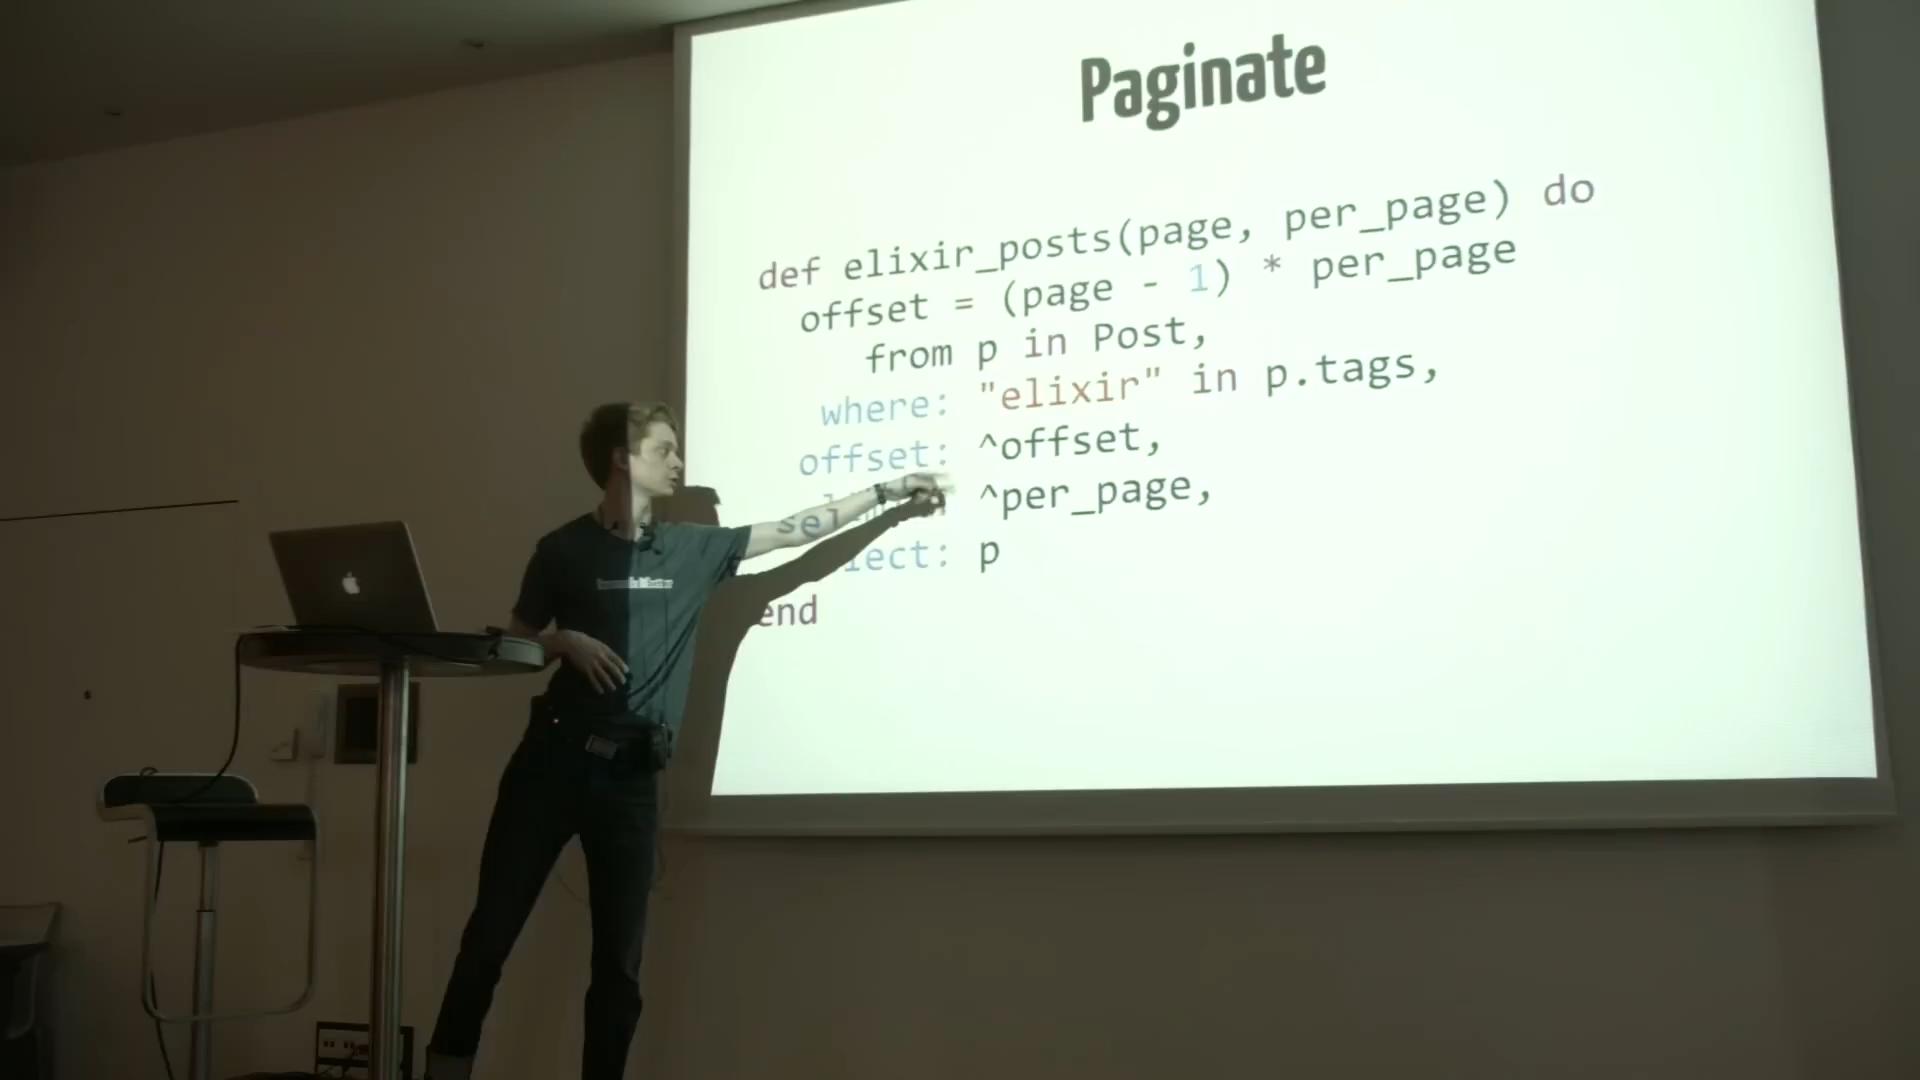 Paginate
def elixir_posts(page, per_page) do
offset = (page - 1) * per_page
from p in Post,
where: "elixir" in p.tags,
offset: ^offset,
^per_page,
select: p
end